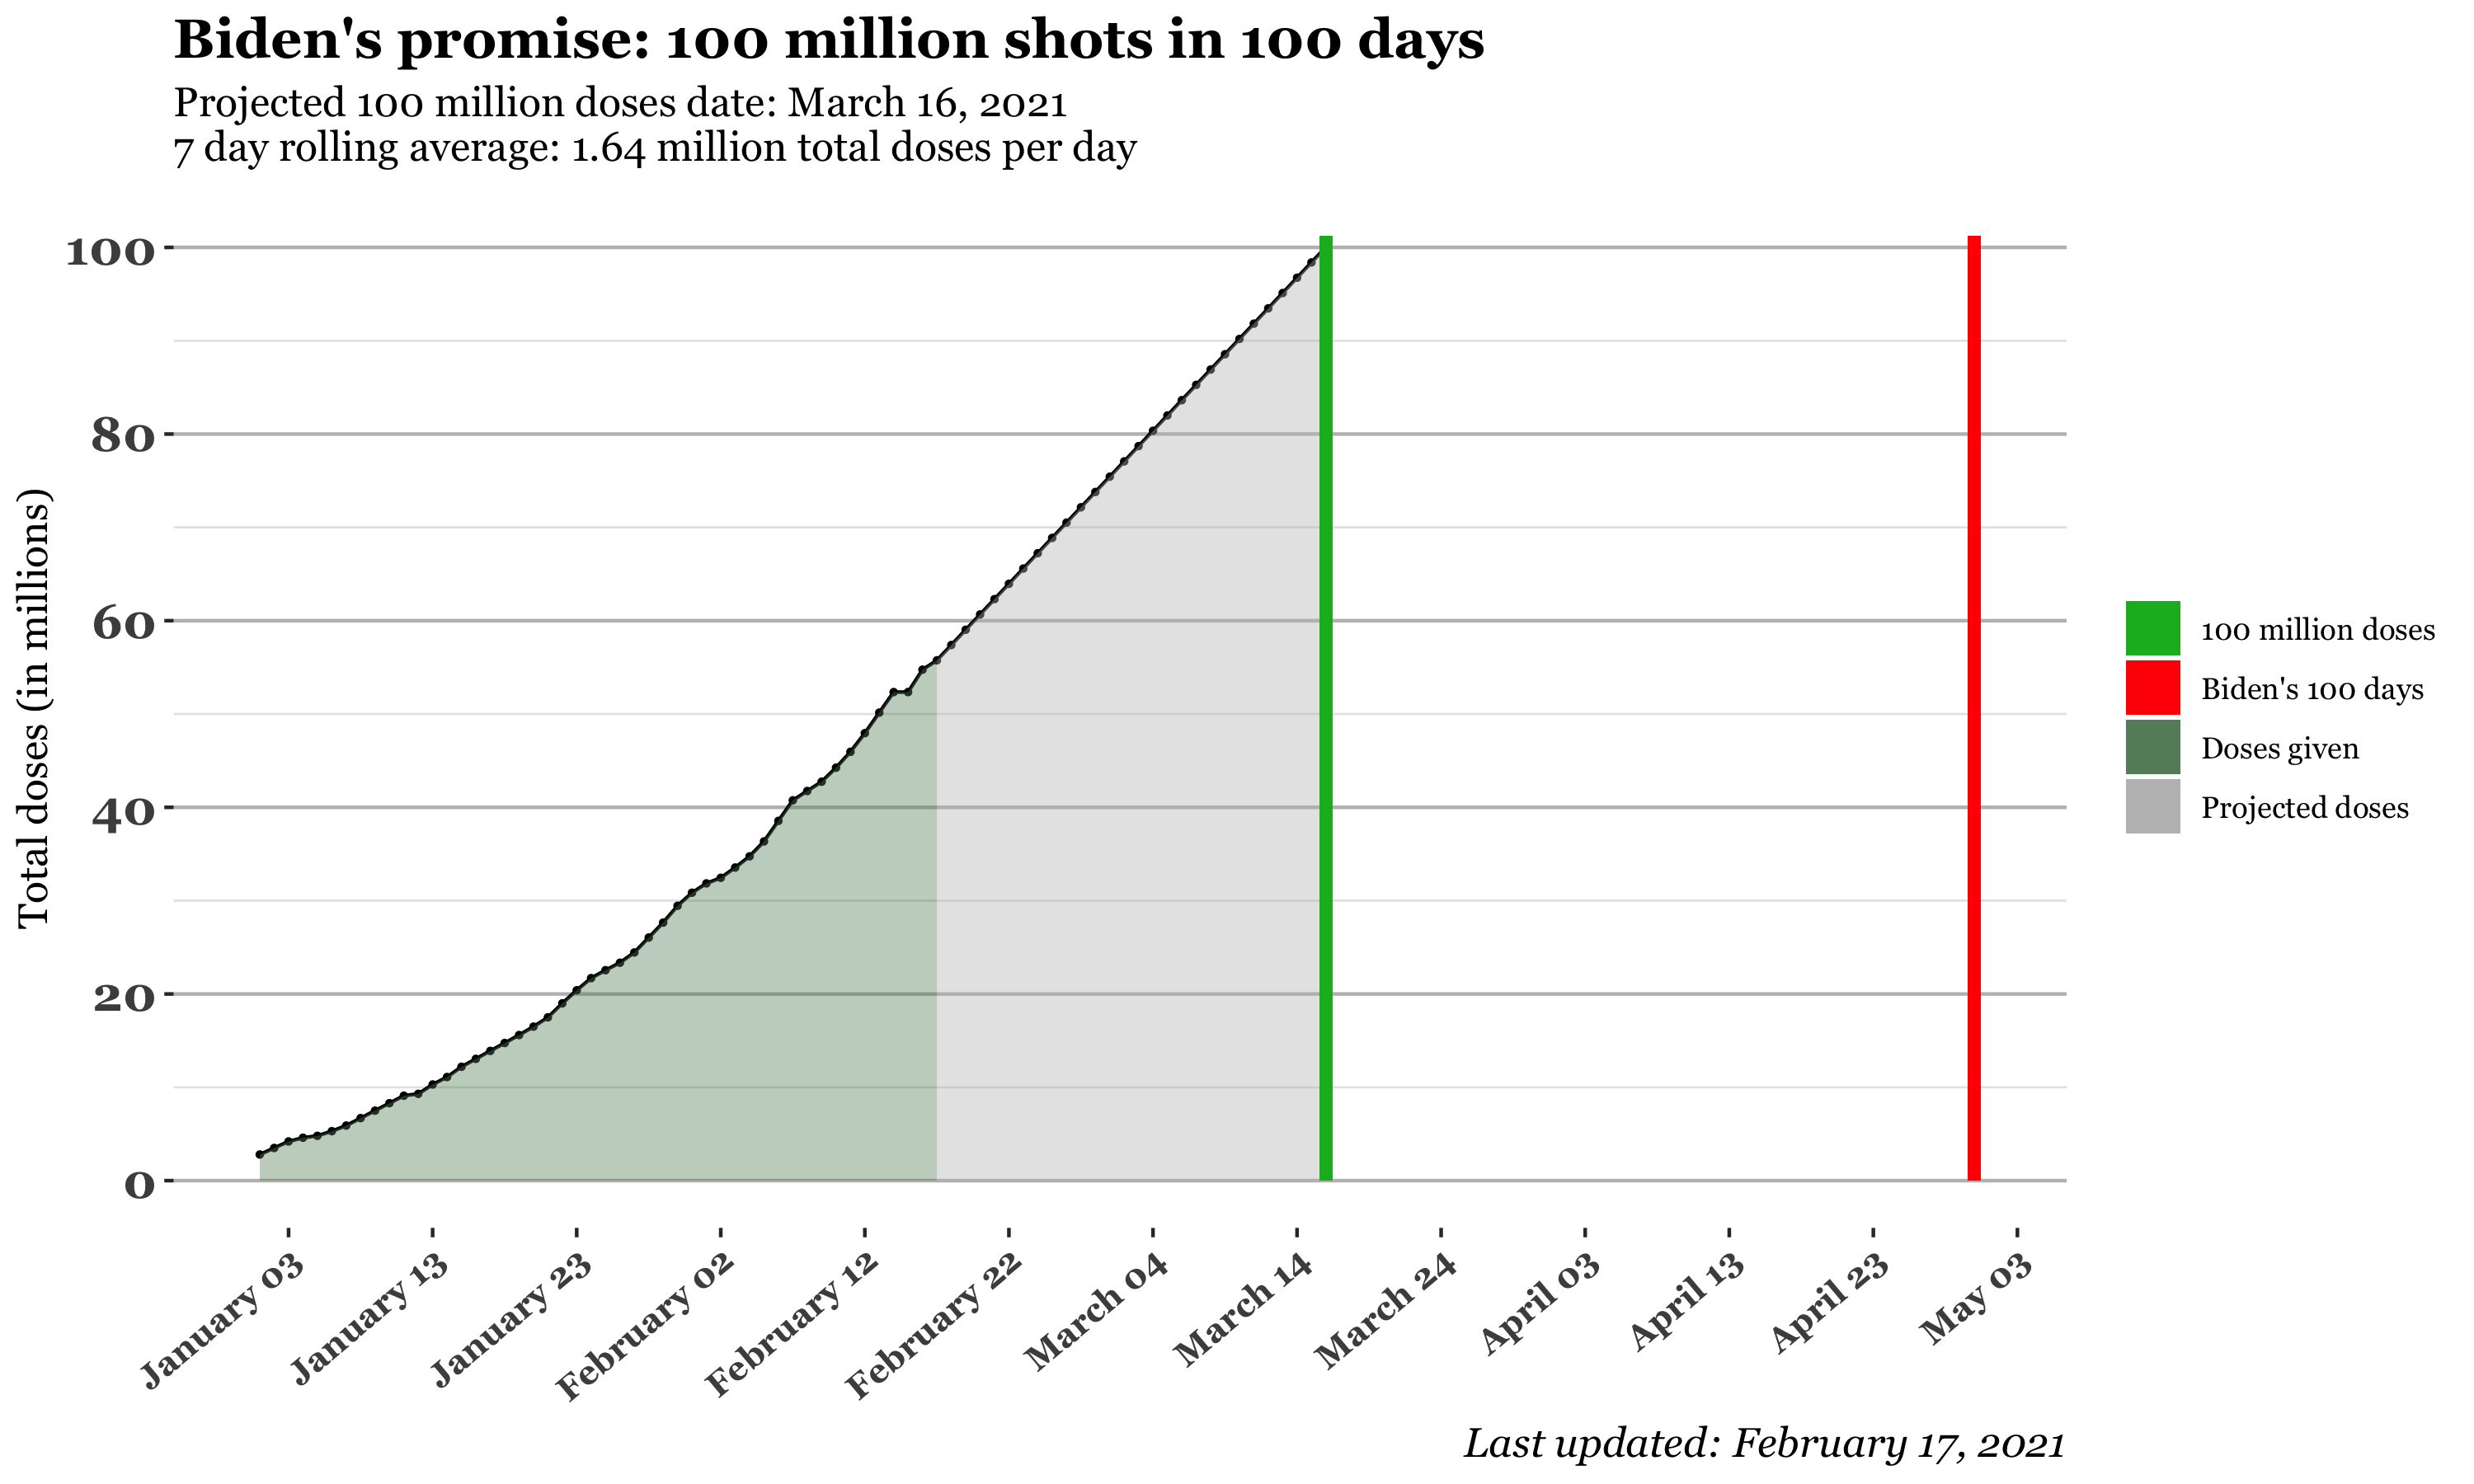 Biden's promise: 100 million shots in 100 days
Projected 100 million doses date: March 16, 2021
7 day rolling average: 1.64 million total doses per day
Total doses (in millions)
100
80
60
40
20
0
January 03
January 13
January 23
February 02
February 12
February 22
March 04
March 14
March 24
April 03
April 13
April 23
May 03
100 million doses
Biden's 100 days
Doses given
Projected doses
Last updated: February 17, 2021